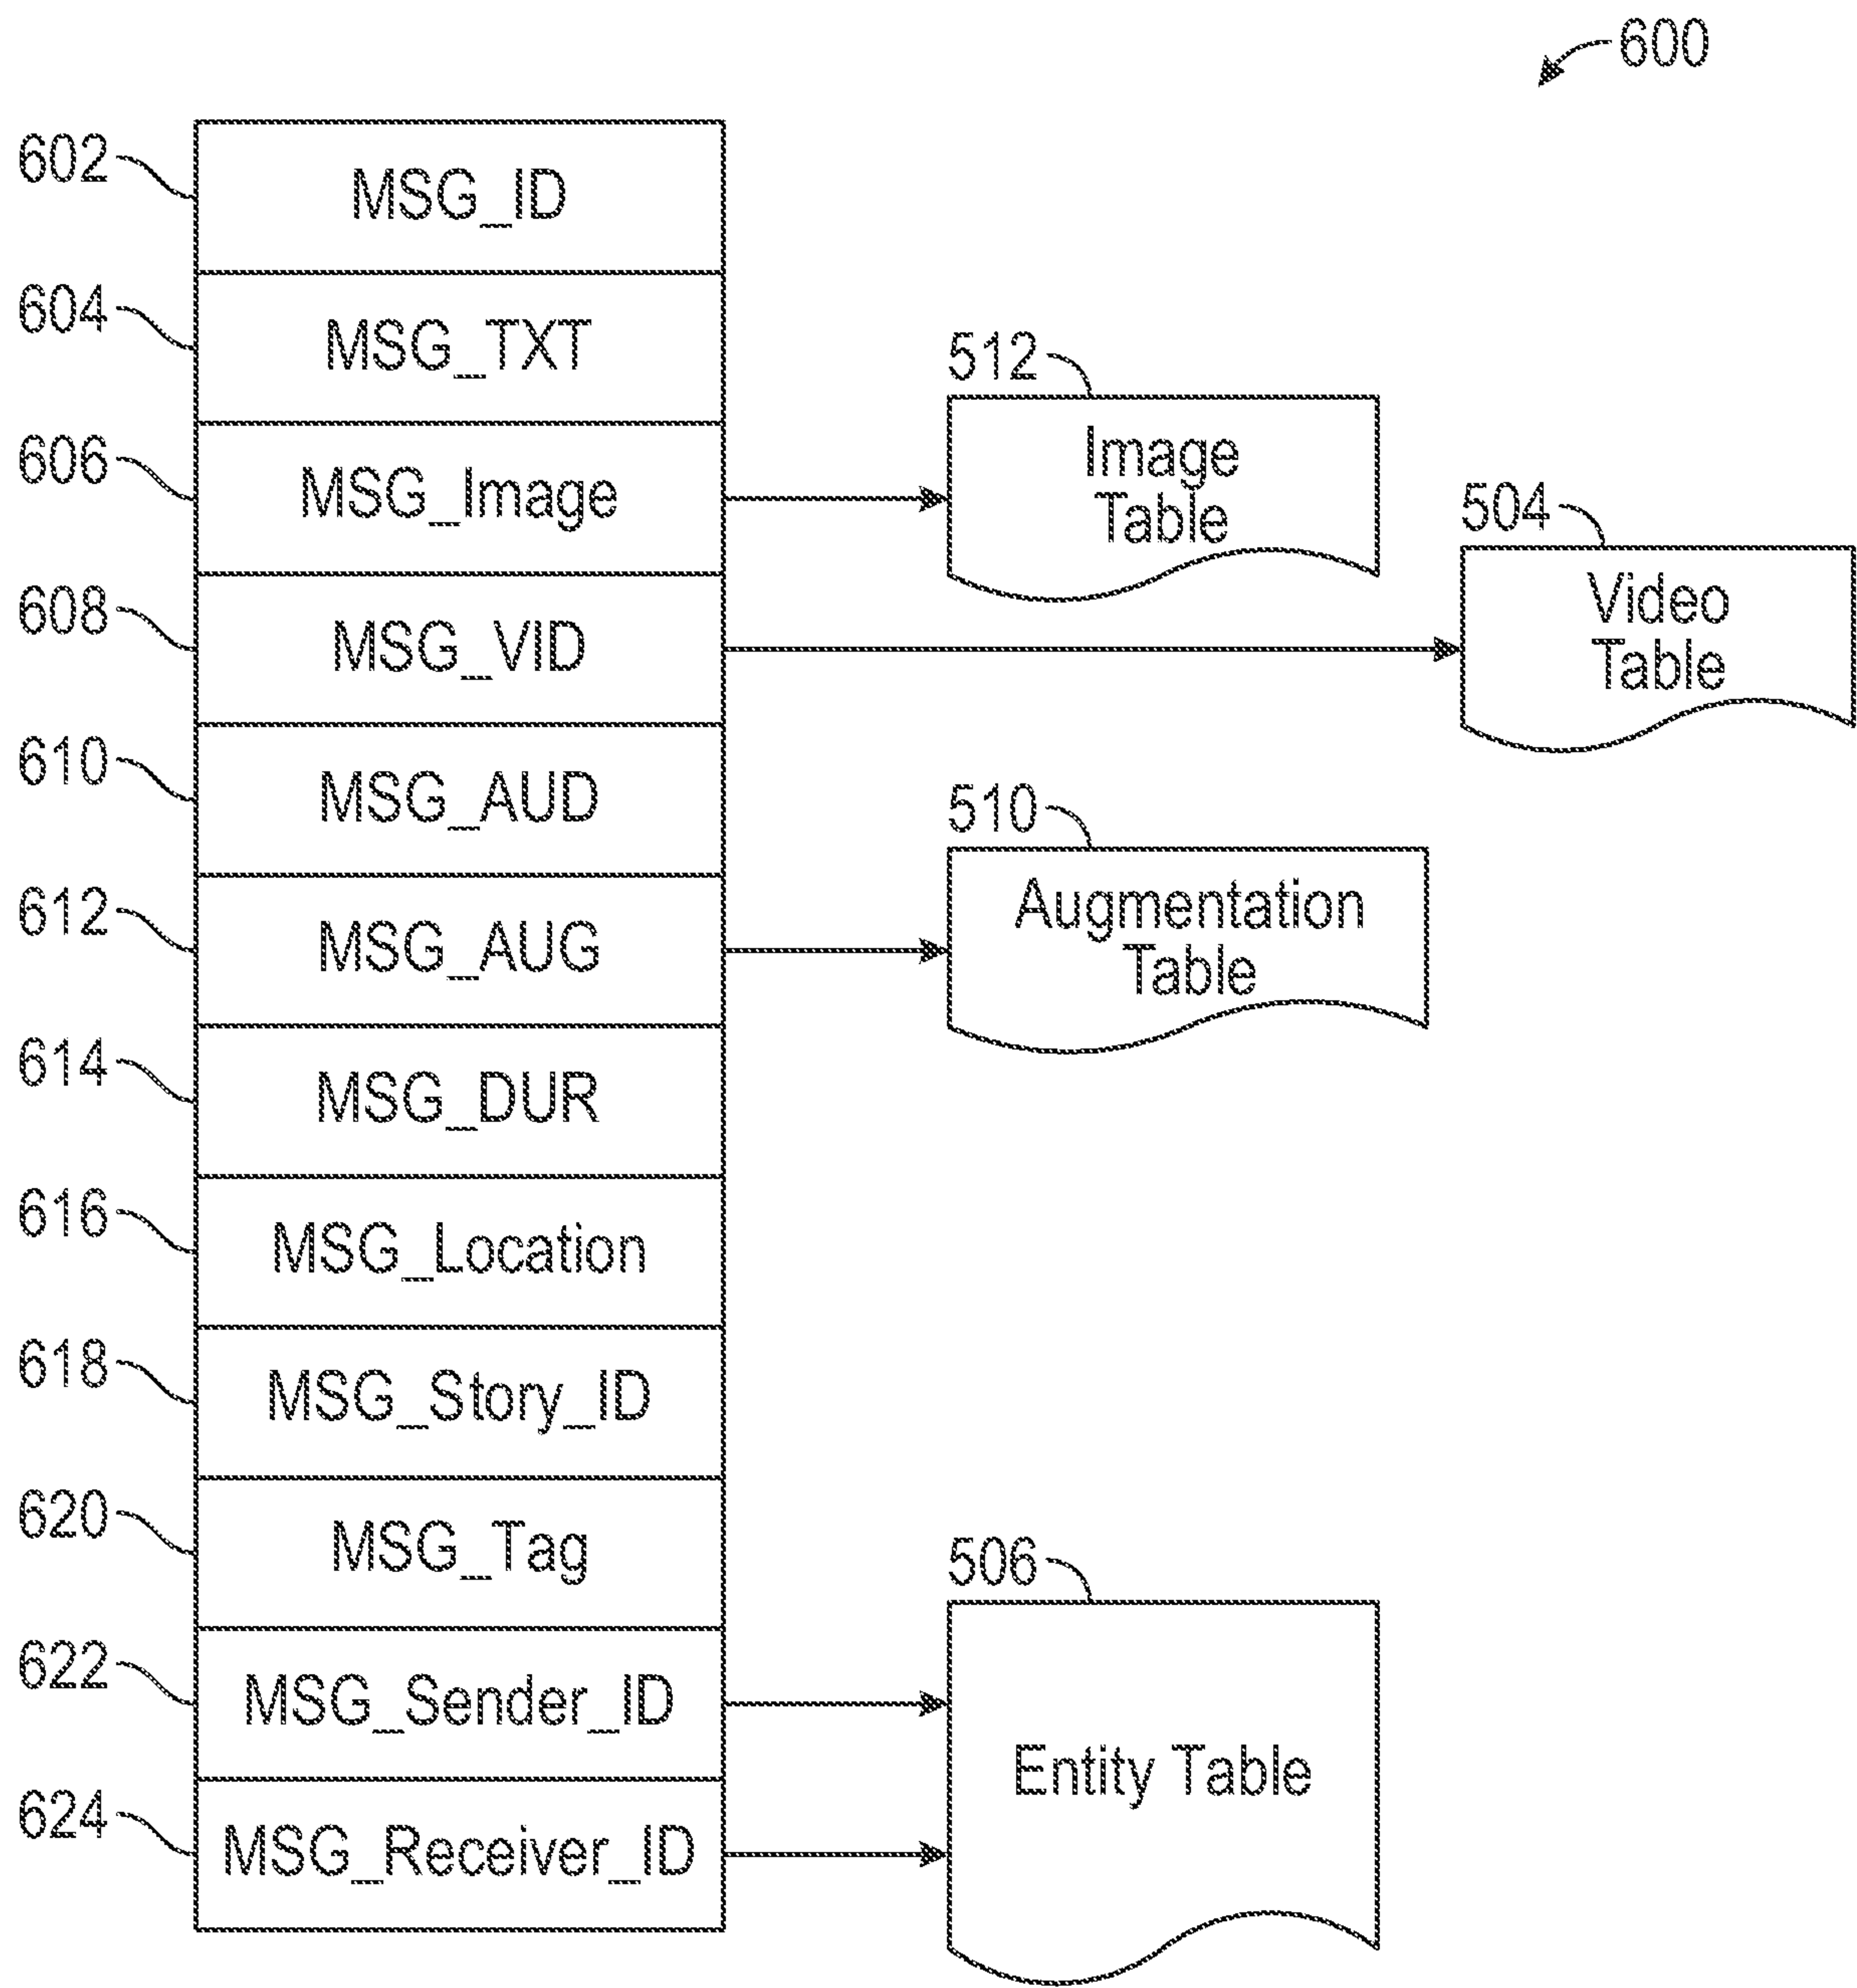 600
602
MSG_ID
604
MSG_TXT
512
606
MSG_Image
Image
Table
504
608
MSG_VID
Video
Table
610
MSG_AUD
510
612
MSG_AUG
Augmentation
Table
614
MSG_DUR
616
MSG_Location
618
MSG_Story_ID
620
MSG_Tag
506
622
MSG_Sender_ID
Entity Table
624
MSG_Receiver_ID